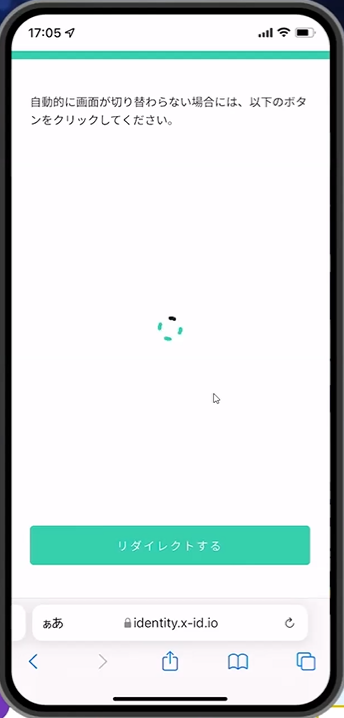 17:05
自動的に画面が切り替わらない場合には、以下のボタ
ンをクリックしてください。
リダイレクトする
ぁあ identity.x-id.io